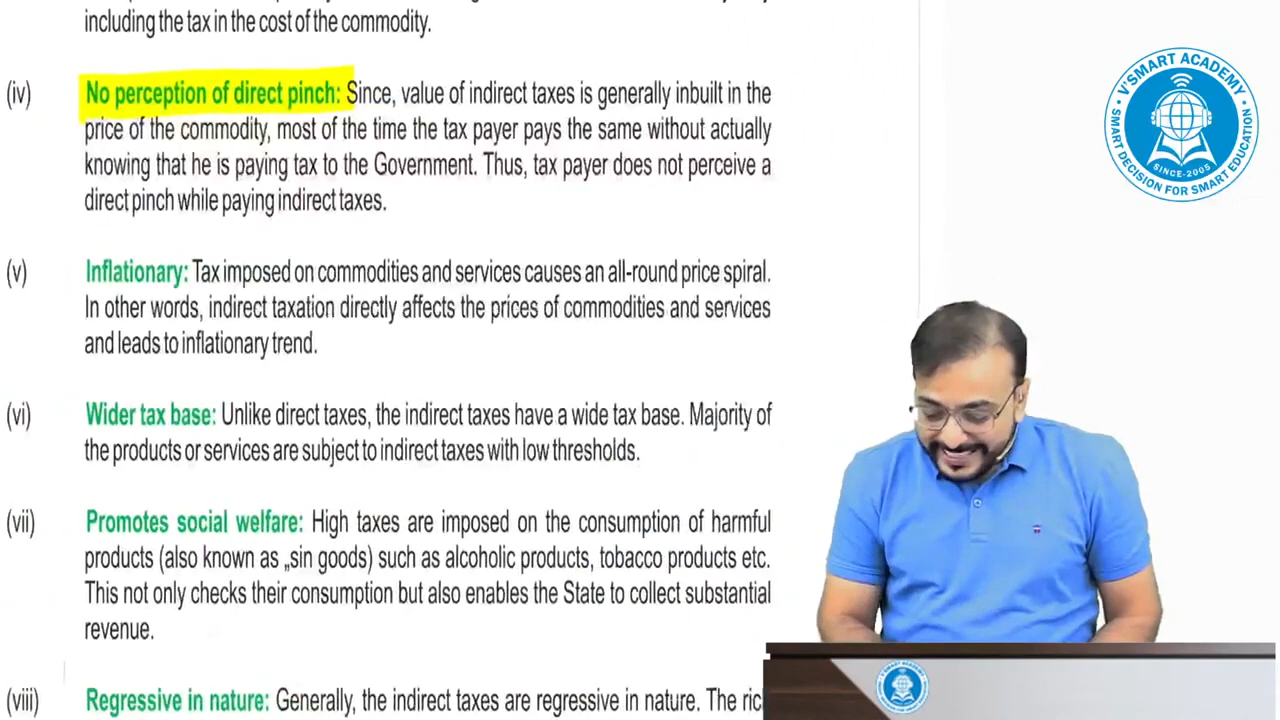 including the tax in the cost of the commodity.
(iv) No perception of direct pinch: Since, value of indirect taxes is generally inbuilt in the
price of the commodity, most of the time the tax payer pays the same without actually
knowing that he is paying tax to the Government. Thus, tax payer does not perceive a
direct pinch while paying indirect taxes.
(v) Inflationary: Tax imposed on commodities and services causes an all-round price spiral.
In other words, indirect taxation directly affects the prices of commodities and services
and leads to inflationary trend.
(vi) Wider tax base: Unlike direct taxes, the indirect taxes have a wide tax base. Majority of
the products or services are subject to indirect taxes with low thresholds.
(vii) Promotes social welfare: High taxes are imposed on the consumption of harmful
products (also known as „sin goods) such as alcoholic products, tobacco products etc.
This not only checks their consumption but also enables the State to collect substantial
revenue.
(viii) Regressive in nature: Generally, the indirect taxes are regressive in nature. The
V'SMART ACADEMY
SINCE-2005
SMART DECISION FOR SMART EDUCATION